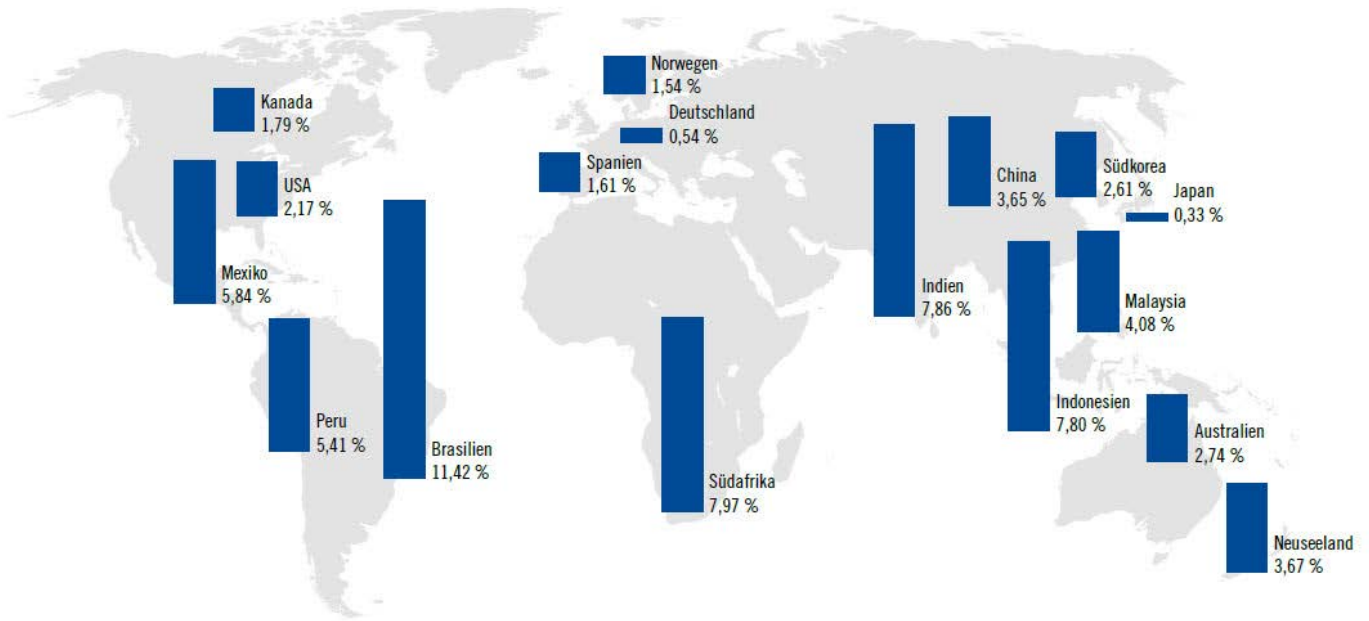 Norwegen
1,54 %
Kanada
1,79 %
Deutschland
0,54 %
Spanien
1,61 %
USA
2,17 %
China
3,65 %
Südkorea
2,61 %
Japan
0,33 %
Mexiko
5,84 %
Indien
7,86 %
Malaysia
4,08 %
Peru
5,41 %
Brasilien
11,42 %
Südafrika
7,97 %
Indonesien
7,80 %
Australien
2,74 %
Neuseeland
3,67 %